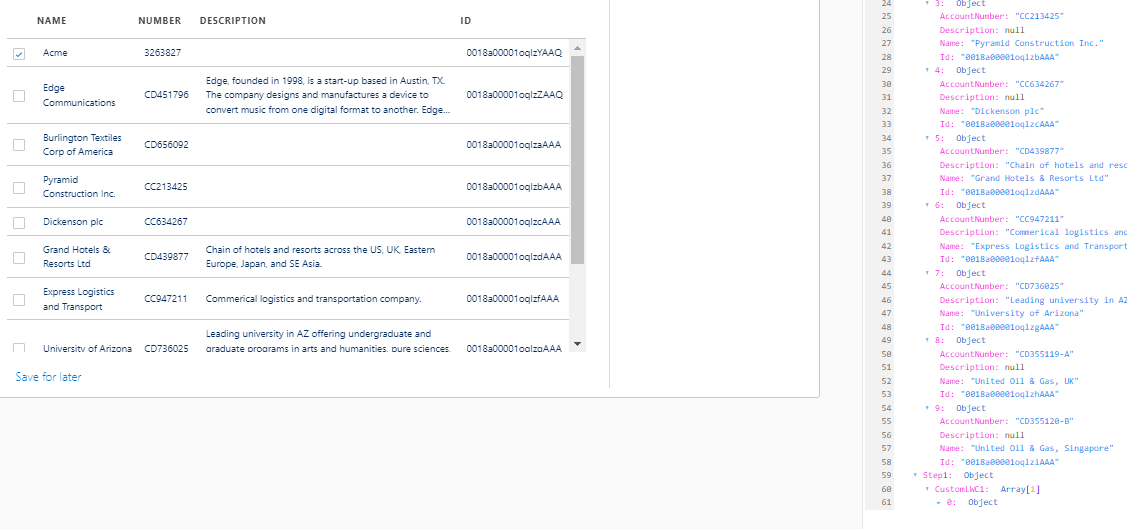 NAME NUMBER DESCRIPTION ID
Acme 3263827 0018a00001oqlzYAAQ
Edge Communications CD451796 Edge, founded in 1998, is a start-up based in Austin, TX. The company designs and manufactures a device to convert music from one digital format to another. Edge... 0018a00001oqlzZAAQ
Burlington Textiles Corp of America CD656092 0018a00001oqlzaAAA
Pyramid Construction Inc. CC213425 0018a00001oqlzbAAA
Dickenson plc CC634267 0018a00001oqlzcAAA
Grand Hotels & Resorts Ltd CD439877 Chain of hotels and resorts across the US, UK, Eastern Europe, Japan, and SE Asia. 0018a00001oqlzdAAA
Express Logistics and Transport CC947211 Commerical logistics and transportation company. 0018a00001oqlzfAAA
University of Arizona CD736025 Leading university in AZ offering undergraduate and graduate programs in arts and humanities, pure sciences, 0018a00001oqlzgAAA
Save for later
24 3: Object
25 AccountNumber: "CC213425"
26 Description: null
27 Name: "Pyramid Construction Inc."
28 Id: "0018a00001oqlzbAAA"
29 4: Object
30 AccountNumber: "CC634267"
31 Description: null
32 Name: "Dickenson plc"
33 Id: "0018a00001oqlzcAAA"
34 5: Object
35 AccountNumber: "CD439877"
36 Description: "Chain of hotels and reso
37 Name: "Grand Hotels & Resorts Ltd"
38 Id: "0018a00001oqlzdAAA"
39 6: Object
40 AccountNumber: "CC947211"
41 Description: "Commerical logistics and
42 Name: "Express Logistics and Transport
43 Id: "0018a00001oqlzfAAA"
44 7: Object
45 AccountNumber: "CD736025"
46 Description: "Leading university in AZ
47 Name: "University of Arizona"
48 Id: "0018a00001oqlzgAAA"
49 8: Object
50 AccountNumber: "CD355119-A"
51 Description: null
52 Name: "United Oil & Gas, UK"
53 Id: "0018a00001oqlzhAAA"
54 9: Object
55 AccountNumber: "CD355120-B"
56 Description: null
57 Name: "United Oil & Gas, Singapore"
58 Id: "0018a00001oqlziAAA"
59 Step1: Object
60 CustomLWC1: Array[1]
61 0: Object